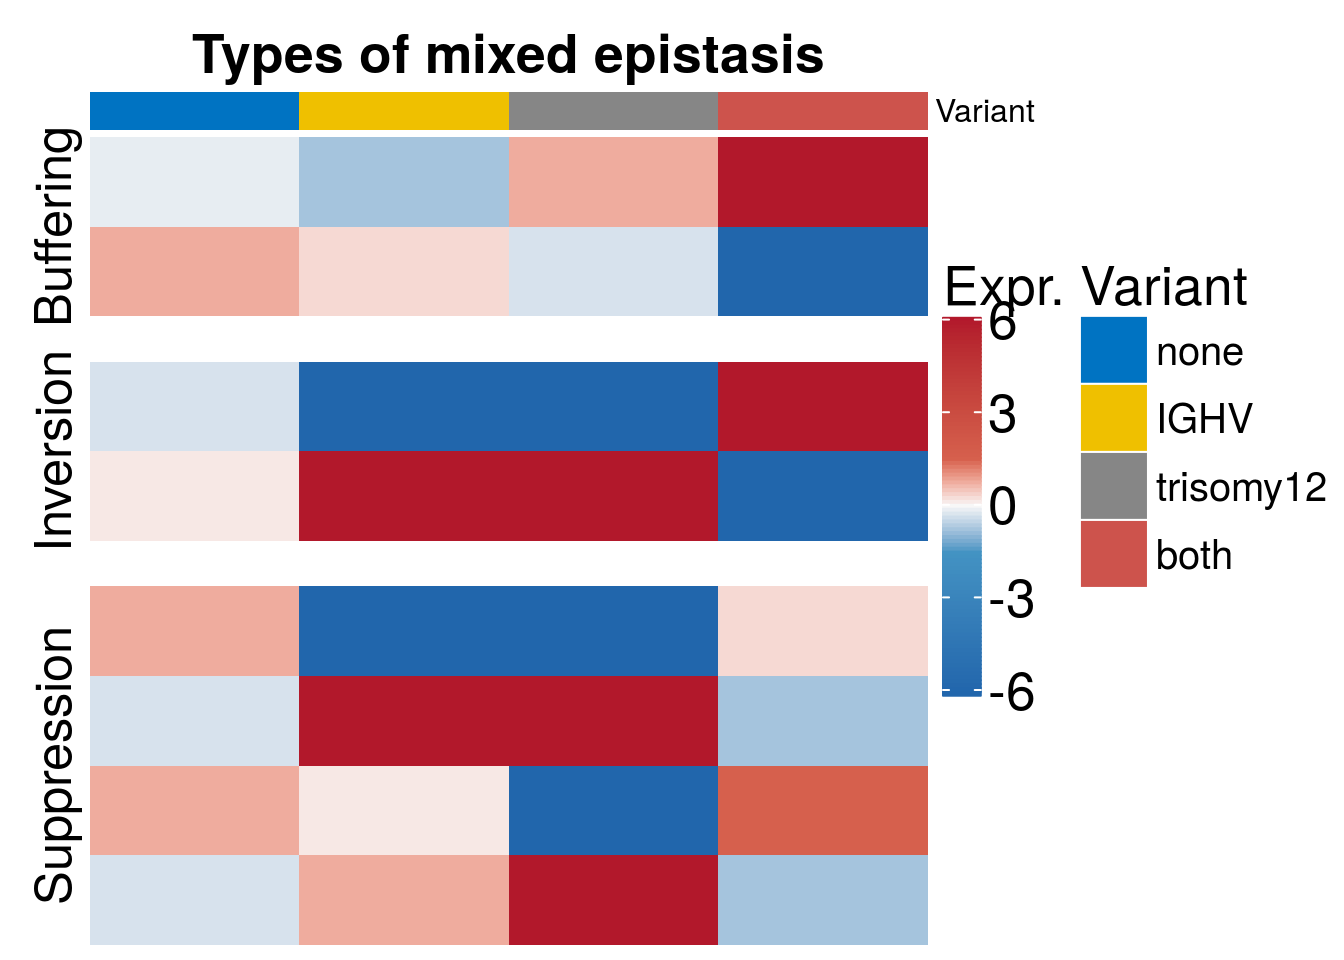 Types of mixed epistasis
Variant
Buffering
Inversion
Suppression
Expr.
6
3
0
-3
-6
Variant
none
IGHV
trisomy12
both